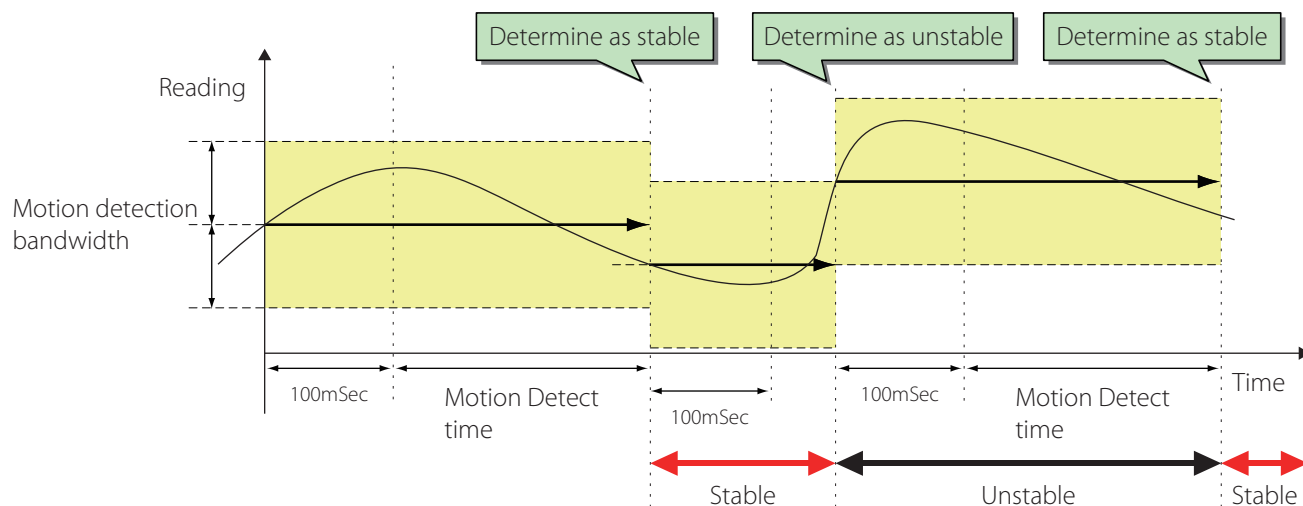 Determine as stable
Determine as unstable
Determine as stable
Reading
Motion detection
bandwidth
100mSec
Motion Detect
time
100mSec
100mSec
Motion Detect
time
Time
Stable
Unstable
Stable